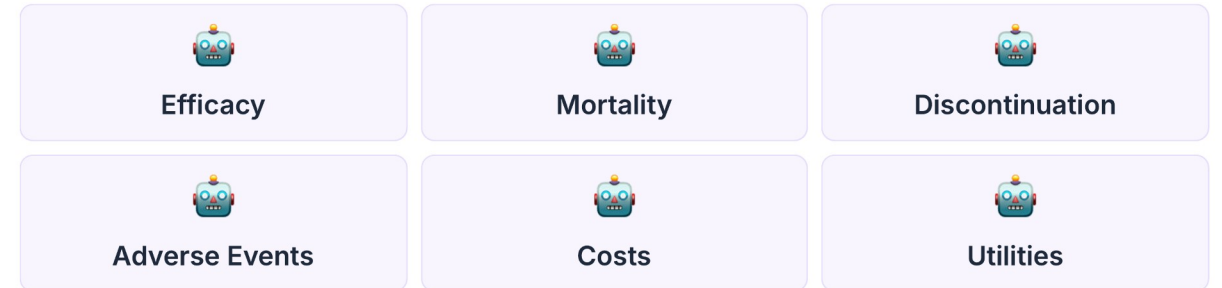 Efficacy
Mortality
Discontinuation
Adverse Events
Costs
Utilities